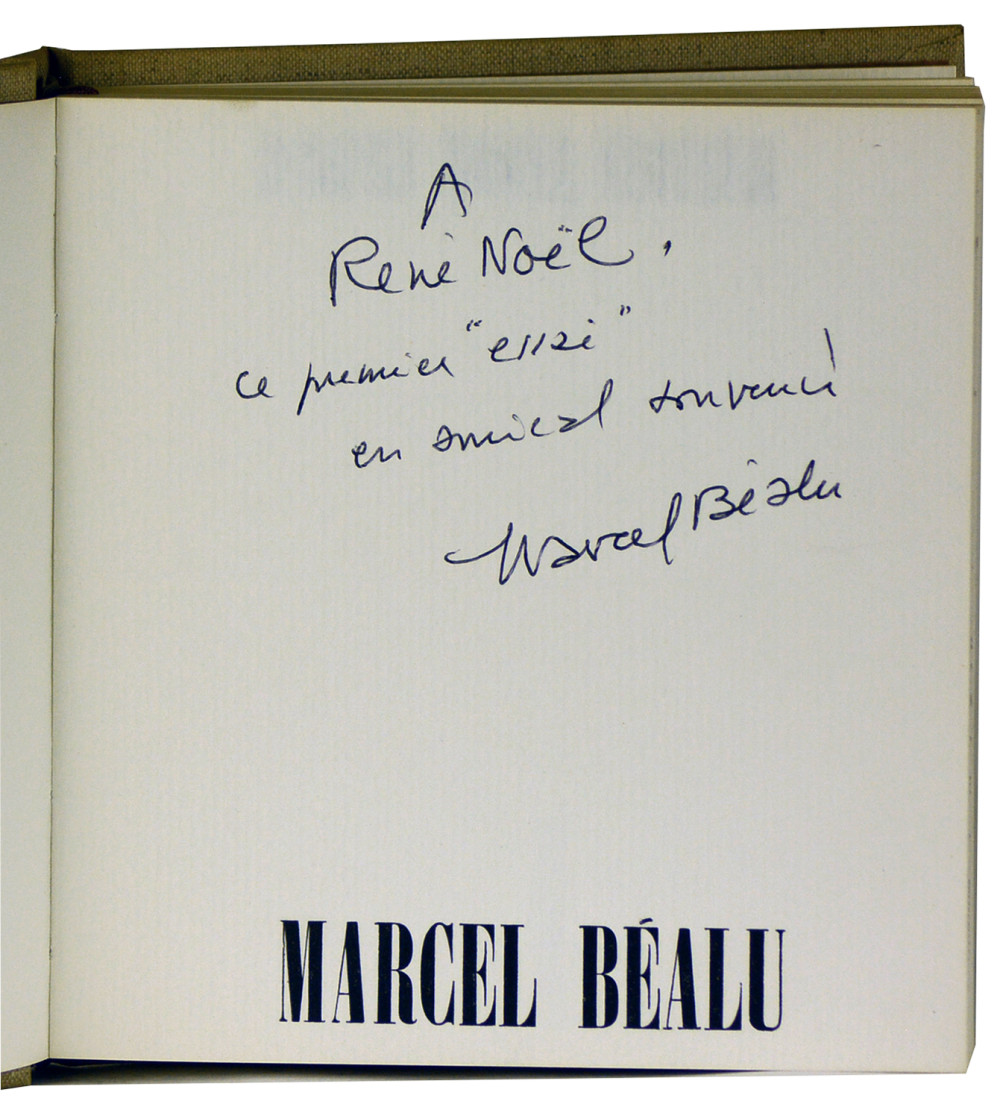 A
René Noël,
ce premier "essai"
en amical souvenir
Marcel Béalu
MARCEL BÉALU